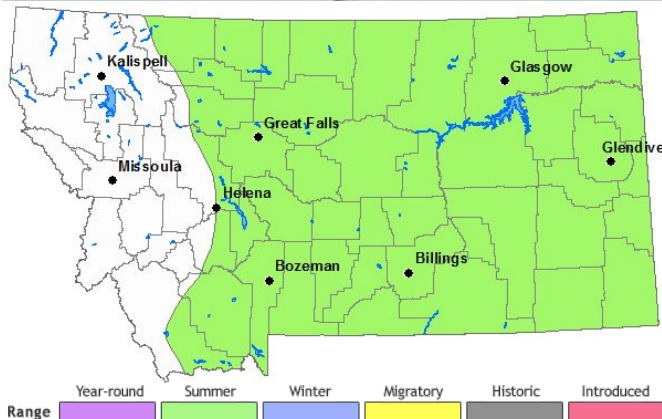 Kalispell
Glasgow
Great Falls
Glendive
Missoula
Helena
Bozeman
Billings
Year-round Summer Winter Migratory Historic Introduced
Range